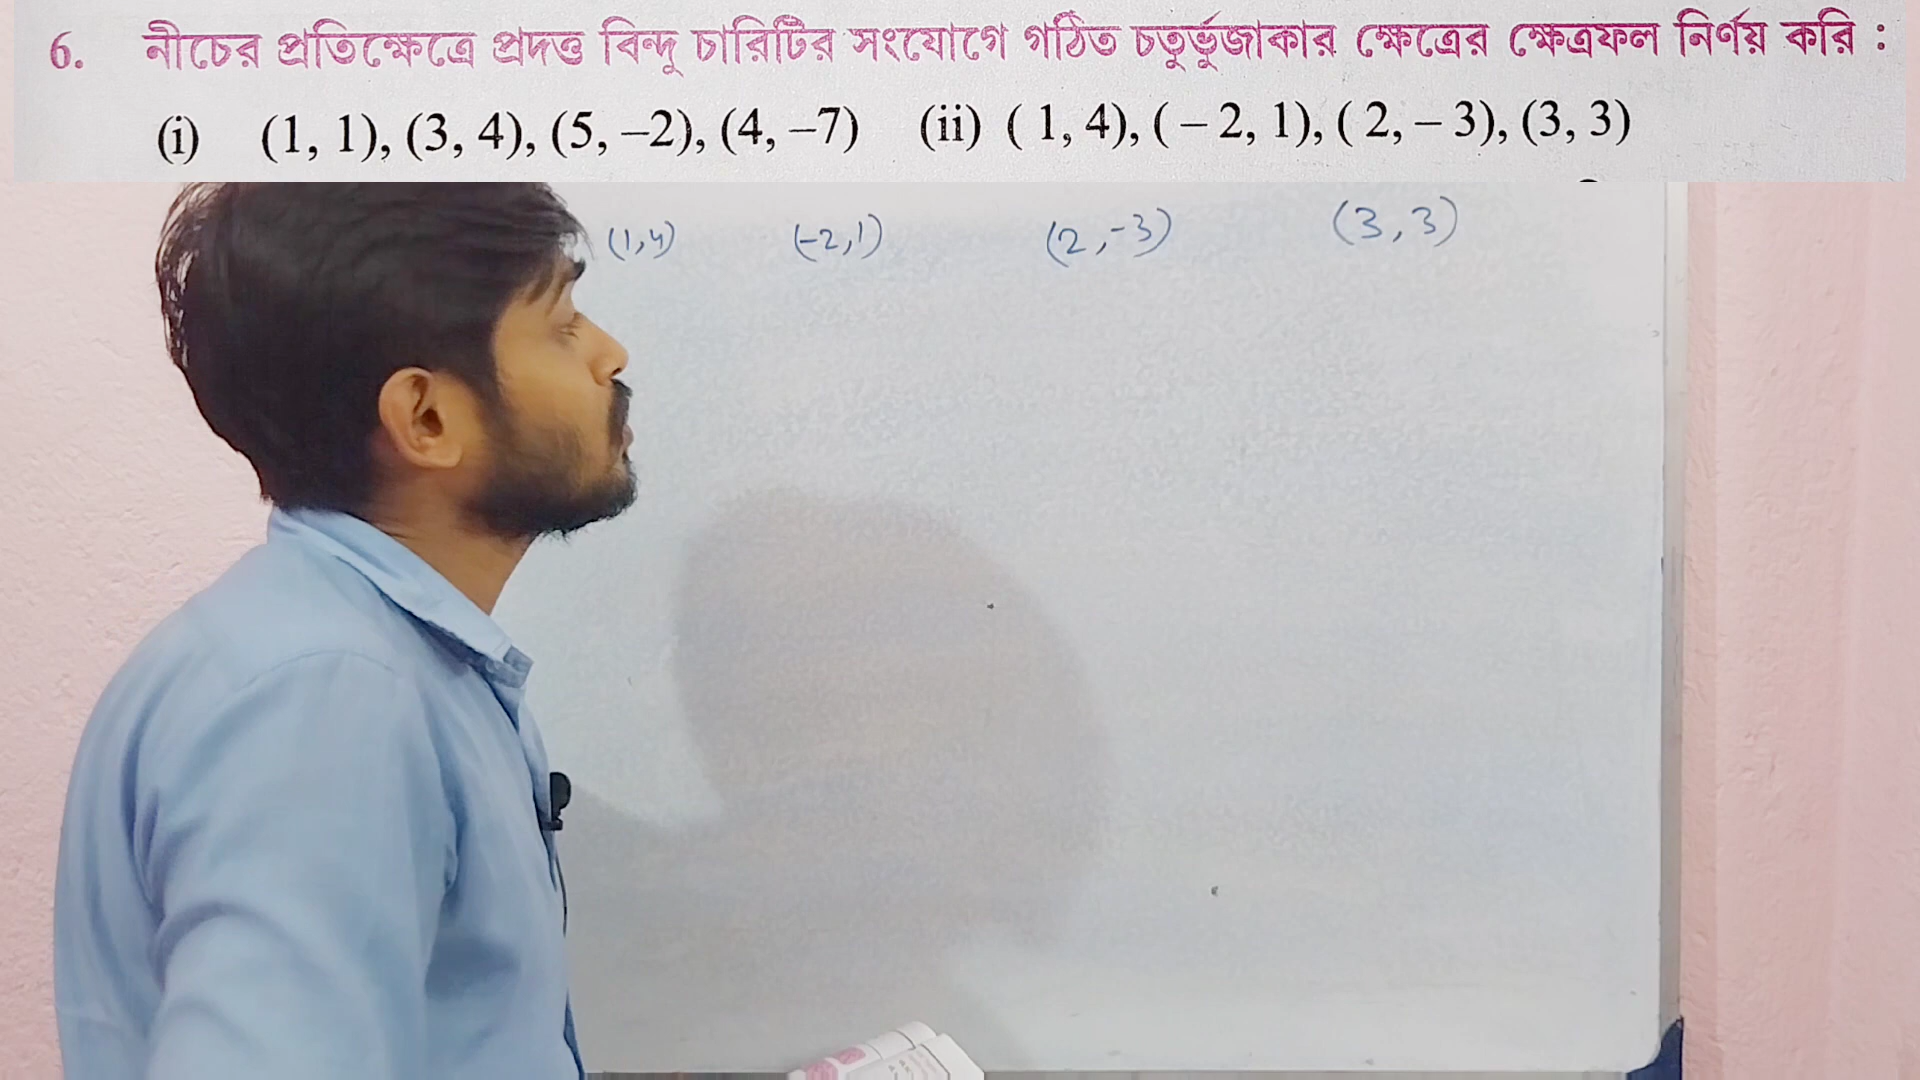 6. নীচের প্রতিক্ষেত্রে প্রদত্ত বিন্দু চারিটির সংযোগে গঠিত চতুর্ভুজাকার ক্ষেত্রের ক্ষেত্রফল নির্ণয় করি :
(i) (1, 1), (3, 4), (5, –2), (4, –7) (ii) ( 1, 4), ( – 2, 1), ( 2, – 3), (3, 3)
(1,4) (-2,1) (2,-3) (3,3)